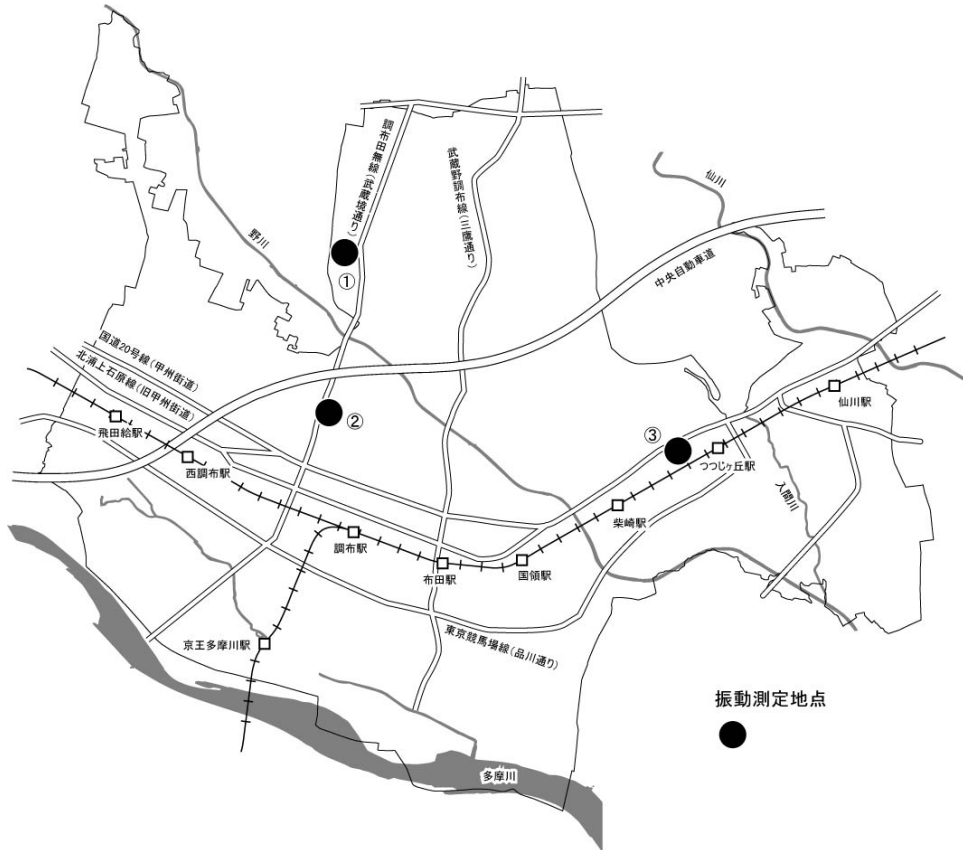 調布田無線(武蔵境通り)
武蔵野調布線(三鷹通り)
仙川
野川
①
中央自動車道
国道20号線(甲州街道)
北浦上石原線(旧甲州街道)
②
③
仙川駅
飛田給駅
つつじヶ丘駅
西調布駅
入間川
柴崎駅
調布駅
国領駅
布田駅
京王多摩川駅
東京競馬場線(品川通り)
振動測定地点
多摩川